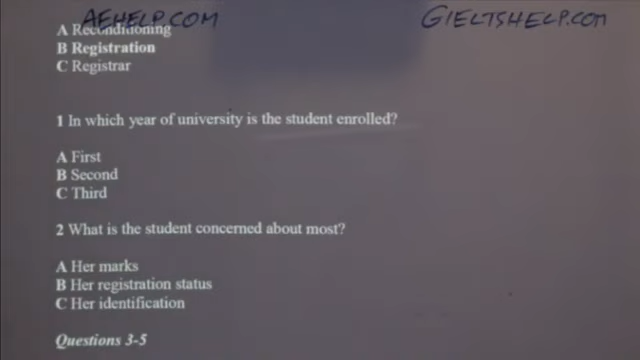 AEHELP.COM GIELTSHELP.COM
A Reconditioning
B Registration
C Registrar
1 In which year of university is the student enrolled?
A First
B Second
C Third
2 What is the student concerned about most?
A Her marks
B Her registration status
C Her identification
Questions 3-5